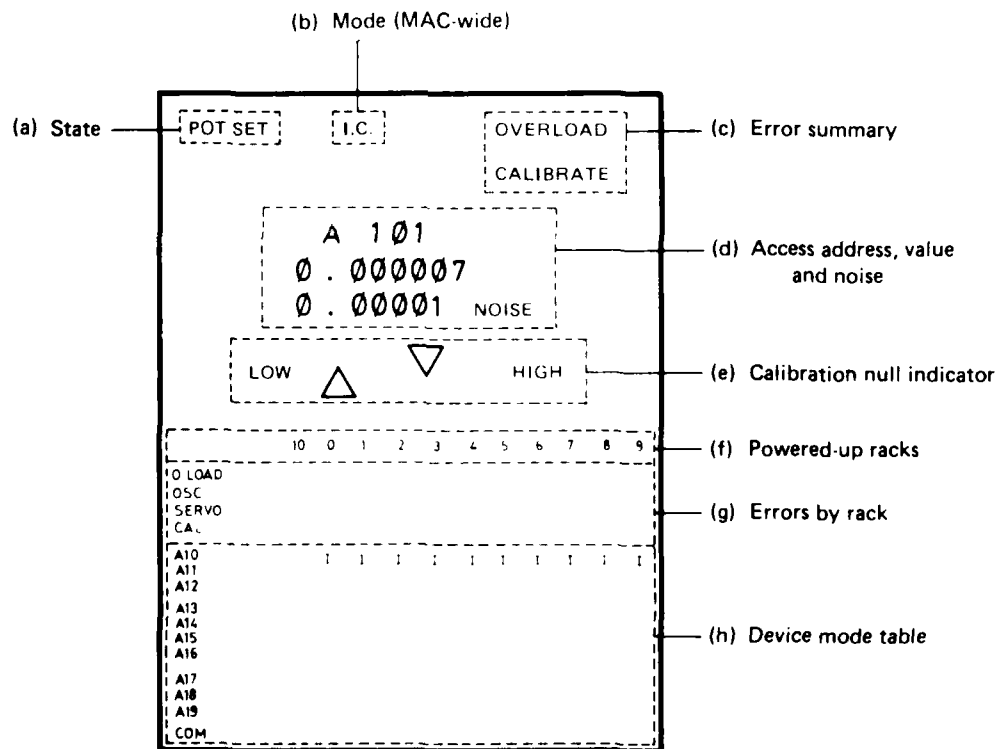 (b) Mode (MAC-wide)
(a) State
POT SET
I.C.
OVERLOAD
CALIBRATE
(c) Error summary
A 1Ø1
Ø.ØØØØØ7
Ø.ØØØØ1 NOISE
(d) Access address, value
and noise
LOW
HIGH
(e) Calibration null indicator
10 0 1 2 3 4 5 6 7 8 9
(f) Powered-up racks
O LOAD
OSC
SERVO
CAL
(g) Errors by rack
A10 I I I I I I I I I I
A11
A12
A13
A14
A15
A16
A17
A18
A19
COM
(h) Device mode table